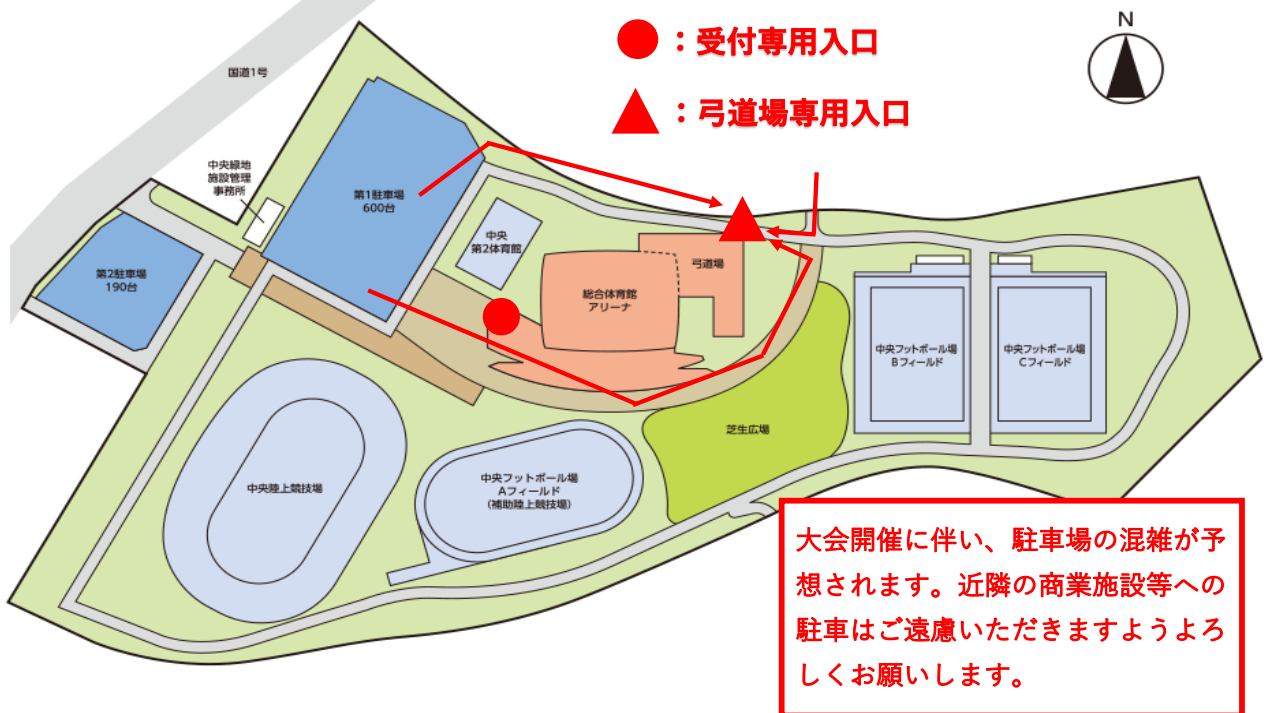 ●：受付専用入口
▲：弓道場専用入口
N
国道1号
中央緑地
施設管理
事務所
第1駐車場
600台
第2駐車場
190台
中央
第2体育館
総合体育館
アリーナ
弓道場
中央フットボール場
Bフィールド
中央フットボール場
Cフィールド
芝生広場
中央陸上競技場
中央フットボール場
Aフィールド
(補助陸上競技場)
大会開催に伴い、駐車場の混雑が予
想されます。近隣の商業施設等への
駐車はご遠慮いただきますようよろ
しくお願いします。